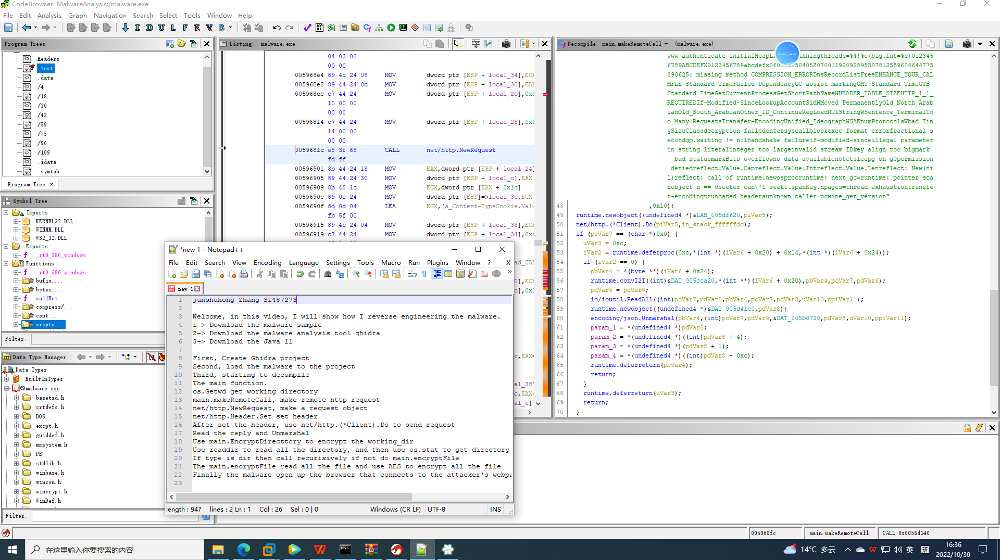 CodeBrowser: MalwareAnalysis:/malware.exe
File Edit Analysis Graph Navigation Search Select Tools Window Help
I D U L F B
Program Trees
Headers
.text
.data
/4
/18
/30
/43
/59
/75
/90
/109
.idata
.symtab
Program Tree ×
Symbol Tree
Imports
KERNEL32.DLL
WINMM.DLL
WS2_32.DLL
Exports
_rt0_386_windows
Functions
_rt0_386_windows
bufio....
bytes....
callRet
compress/...
cont...
crypto...
Filter:
Data Type Manager
Data Types
BuiltInTypes
malware.exe
basetsd.h
crtdefs.h
DOS
excpt.h
guiddef.h
mmsystem.h
PE
stdlib.h
winbase.h
wincon.h
wincrypt.h
WinDef.h
Filter:
Listing: malware.exe
04 03 00
00 00
005968e4 89 4c 24 08 MOV dword ptr [ESP + local_34],EC
005968e8 89 44 24 0c MOV dword ptr [ESP + local_30],EA
005968ec c7 44 24 MOV dword ptr [ESP + local_2c],0x
10 00 00
00 00
005968f4 c7 44 24 MOV dword ptr [ESP + local_28],0x
14 00 00
00 00
005968fc e8 3f 68 CALL net/http.NewRequest
fd ff
00596901 8b 44 24 18 MOV EAX,dword ptr [ESP + local_24]
00596905 89 44 24 30 MOV dword ptr [ESP + local_c],EAX
00596909 8b 48 1c MOV ECX,dword ptr [EAX + 0x1c]
0059690c 89 0c 24 MOV dword ptr [ESP]=>local_3c,ECX
0059690f 8d 0d 04 LEA ECX,[s_Content-TypeCookie.Valu
fb 5f 00
00596915 89 4c 24 04 MOV dword ptr [ESP + local_38],EC
00596919 c7 44 24 MOV dword ptr [ESP + local_34],0x
Decompile: main.makeRemoteCall - (malware.exe)
6789ABCDEFX0123456789abcdefx060102150405Z0700119209289550781255960464477​5
390625: missing method COMPRESSION_ERRORDnsRecordListFreeENHANCE_YOUR_CAL
MFLE Standard TimeFailed DependencyGC assist markingGMT Standard TimeGTB
Standard TimeGetCurrentProcessGetShortPathNameWHEADER_TABLE_SIZEHTTP_1_1_
REQUIREDIf-Modified-SinceLookupAccountSidWMoved PermanentlyOld_North_Arab
ianOld_South_ArabianOther_ID_ContinueRegLoadMUIStringWSentence_TerminalTo
o Many RequestsTransfer-EncodingUnified_IdeographWSAEnumProtocolsWbad Tin
ySizeClassdecryption failedentersyscallblockexec format errorfractional s
econdgp.waiting != nilhandshake failureif-modified-sinceillegal parameter
in string literalinteger too largeinvalid stream IDkey align too bigmark
- bad statusmarkBits overflowno data availablenotetsleepg on g0permission
deniedreflect.Value.Capreflect.Value.Intreflect.Value.Lenreflect: New(ni
l)reflect: call of runtime.newosprocruntime: next_gc=runtime: pointer sca
nobject n == 0seeker can\'t seekt.spanKey.npages=thread exhaustiontransfe
r-encodingtruncated headersunknown caller pcwine_get_version"
48 ,0x10);
49 runtime.newobject((undefined4 *)&LAB_005df620,piVar5);
50 net/http.(*Client).Do(piVar5,in_stack_ffffffdc);
51 if (pcVar7 == (char *)0x0) {
52 uVar3 = 0xc;
53 iVar2 = runtime.deferproc(0xc,*(int *)(iVar6 + 0x20) + 0x14,*(int *)(iVar6 + 0x24));
54 if (iVar2 == 0) {
55 pbVar4 = *(byte **)(iVar6 + 0x24);
56 runtime.convI2I((int)&DAT_005cca20,*(int **)(iVar6 + 0x20),pbVar4,pcVar7,pdVar8);
57 pdVar9 = pdVar8;
58 io/ioutil.ReadAll((int)pcVar7,pdVar8,pbVar4,pcVar7,pdVar8,uVar10,ppiVar11);
59 runtime.newobject((undefined4 *)&DAT_005d41c0,pdVar8);
60 encoding/json.Unmarshal(pbVar4,(int)pcVar7,pdVar9,&DAT_005b0720,pdVar8,uVar10,ppiVar11);
61 param_1 = *(undefined4 *)pdVar8;
62 param_2 = *(undefined4 *)((int)pdVar8 + 4);
63 param_3 = *(undefined4 *)(pdVar8 + 1);
64 param_4 = *(undefined4 *)((int)pdVar8 + 0xc);
65 runtime.deferreturn(pbVar4);
66 return;
67 }
68 runtime.deferreturn(uVar3);
69 return;
70 }
*new 1 - Notepad++
File Edit Search View Encoding Language Settings Tools Macro Run Plugins Window ? X
new 1
1 junshuhong Zhang S1487273
2
3 Welcome, in this video, I will show how I reverse engineering the malware.
4 1-> Download the malware sample
5 2-> Download the malware analysis tool ghidra
6 3-> Download the Java 11
7
8 First, Create Ghidra project
9 Second, load the malware to the project
10 Third, starting to decompile
11 The main function.
12 os.Getwd get working directory
13 main.makeRemoteCall, make remote http request
14 net/http.NewRequest, make a request object
15 net/http.Header.Set set header
16 After set the header, use net/http.(*Client).Do to send request
17 Read the reply and Unmarshal
18 Use main.EncryptDirecttory to encrypt the working_dir
19 Use readdir to read all the directory, and then use os.stat to get directory
20 If type is dir then call recurisively if not do main.encryptFile
21 The main.encryptFile read all the file and use AES to encrypt all the file
22 Finally the malware open up the browser that connects to the attacker's webpa
23
length : 947 lines : 2 Ln : 1 Col : 26 Sel : 0 | 0 Windows (CR LF) UTF-8 INS
005968fc main.makeRemoteCall CALL 0x0056d140
在这里输入你要搜索的内容
14°C 多云 英 拼
16:36
2022/10/30